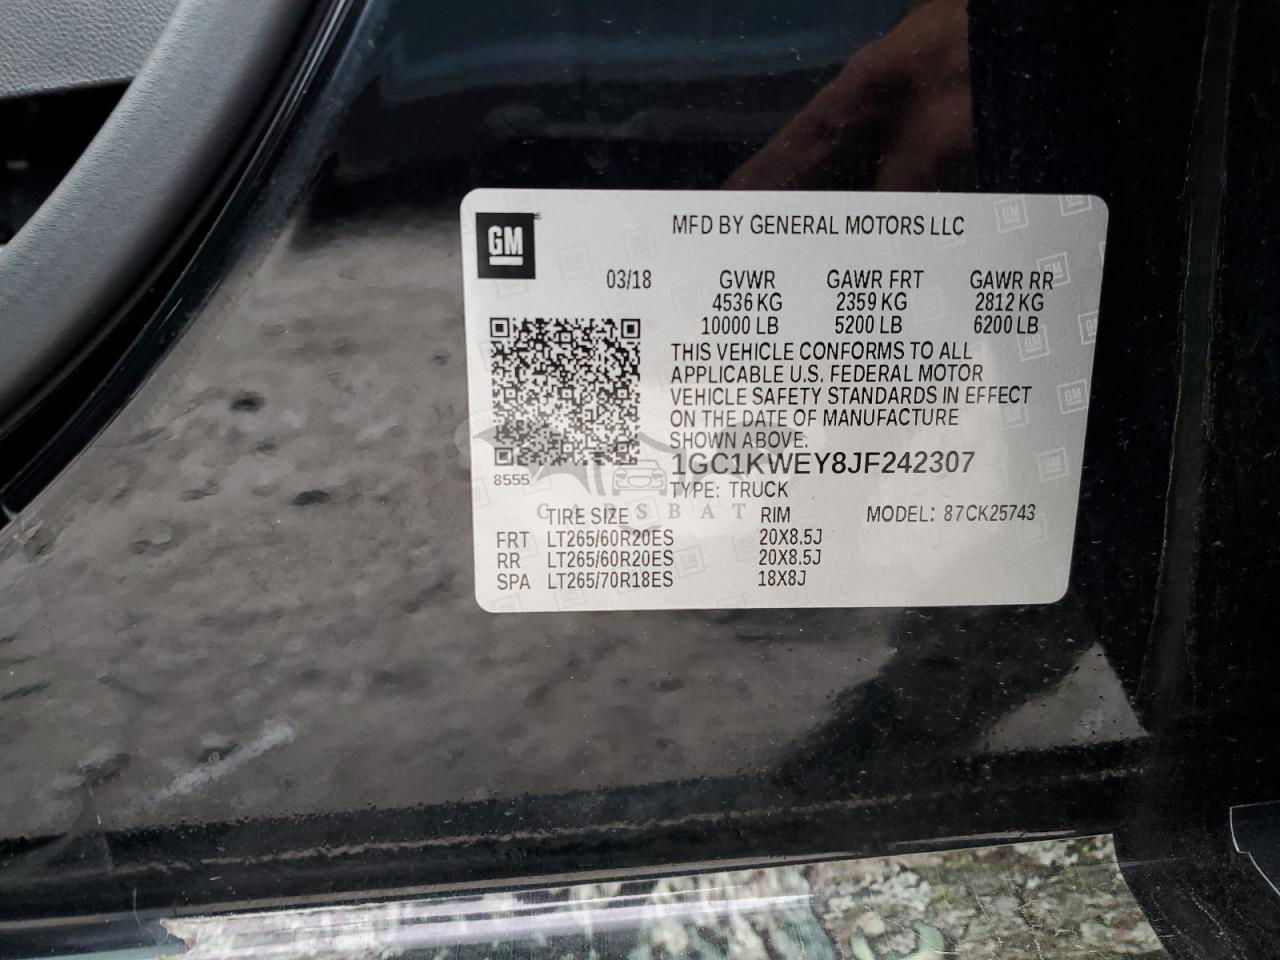 GM
MFD BY GENERAL MOTORS LLC
03/18 GVWR GAWR FRT GAWR RR
4536 KG 2359 KG 2812 KG
10000 LB 5200 LB 6200 LB
THIS VEHICLE CONFORMS TO ALL
APPLICABLE U.S. FEDERAL MOTOR
VEHICLE SAFETY STANDARDS IN EFFECT
ON THE DATE OF MANUFACTURE
SHOWN ABOVE.
1GC1KWEY8JF242307
8555
TYPE: TRUCK
CARSBAT
TIRE SIZE RIM MODEL: 87CK25743
FRT LT265/60R20ES 20X8.5J
RR LT265/60R20ES 20X8.5J
SPA LT265/70R18ES 18X8J